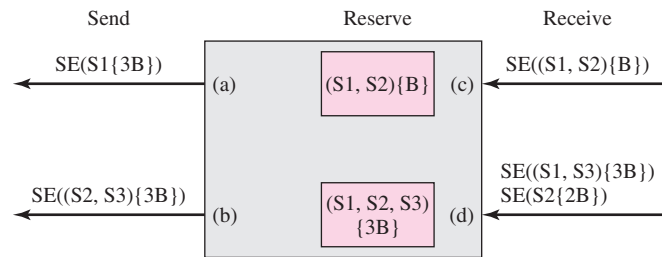 Send
Reserve
Receive
SE(S1{3B})
(a)
(S1, S2){B}
(c)
SE((S1, S2){B})
SE((S2, S3){3B})
(b)
(S1, S2, S3)
{3B}
(d)
SE((S1, S3){3B})
SE(S2{2B})